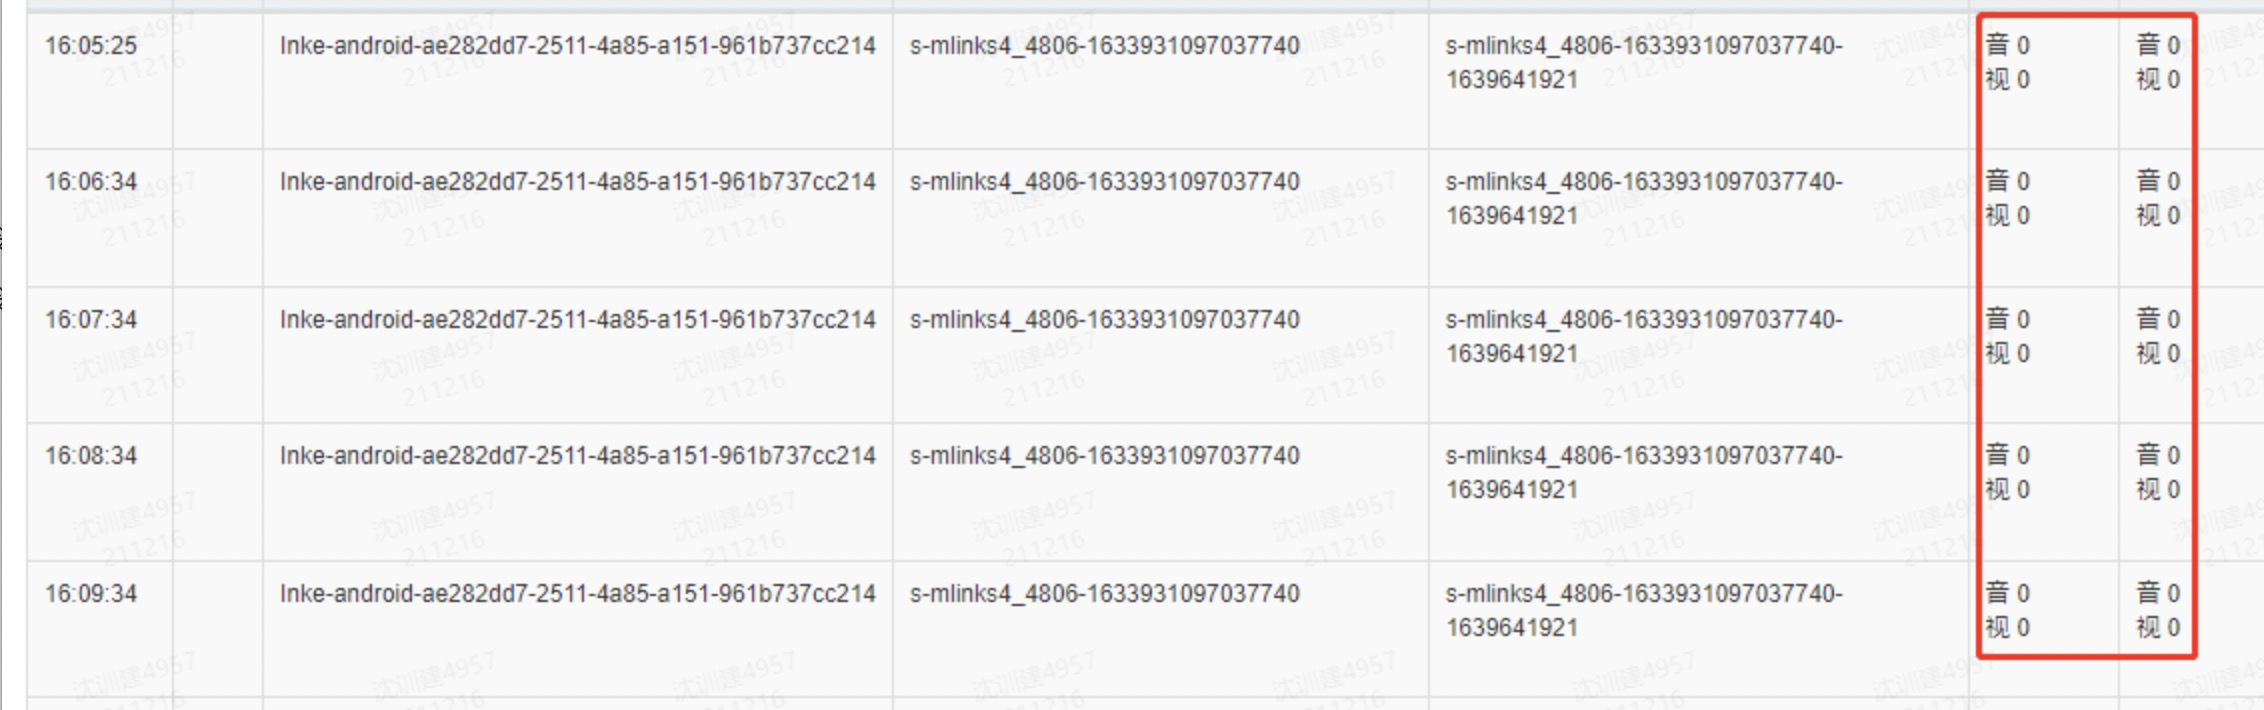 16:05:25 lnke-android-ae282dd7-2511-4a85-a151-961b737cc214 s-mlinks4_4806-1633931097037740 s-mlinks4_4806-1633931097037740- 音 0 音 0
1639641921 视 0 视 0
16:06:34 lnke-android-ae282dd7-2511-4a85-a151-961b737cc214 s-mlinks4_4806-1633931097037740 s-mlinks4_4806-1633931097037740- 音 0 音 0
1639641921 视 0 视 0
16:07:34 lnke-android-ae282dd7-2511-4a85-a151-961b737cc214 s-mlinks4_4806-1633931097037740 s-mlinks4_4806-1633931097037740- 音 0 音 0
1639641921 视 0 视 0
16:08:34 lnke-android-ae282dd7-2511-4a85-a151-961b737cc214 s-mlinks4_4806-1633931097037740 s-mlinks4_4806-1633931097037740- 音 0 音 0
1639641921 视 0 视 0
16:09:34 lnke-android-ae282dd7-2511-4a85-a151-961b737cc214 s-mlinks4_4806-1633931097037740 s-mlinks4_4806-1633931097037740- 音 0 音 0
1639641921 视 0 视 0
沈训建4957
211216